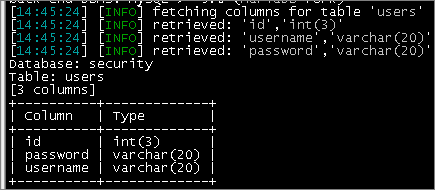 [14:45:24] [INFO] fetching columns for table 'users'
[14:45:24] [INFO] retrieved: 'id','int(3)'
[14:45:24] [INFO] retrieved: 'username','varchar(20)'
[14:45:24] [INFO] retrieved: 'password','varchar(20)'
Database: security
Table: users
[3 columns]
+----------+-------------+
| Column | Type |
+----------+-------------+
| id | int(3) |
| password | varchar(20) |
| username | varchar(20) |
+----------+-------------+